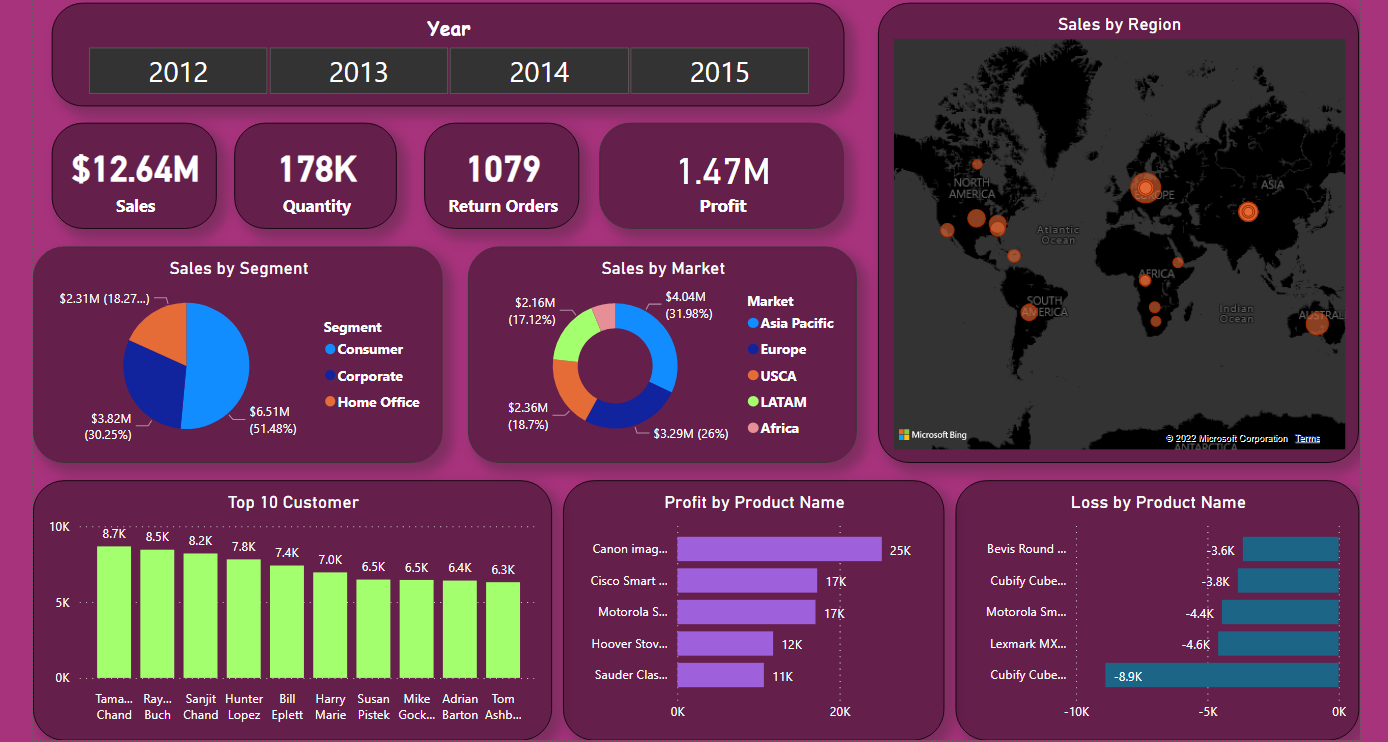 Year
2012
2013
2014
2015
$12.64M
Sales
178K
Quantity
1079
Return Orders
1.47M
Profit
Sales by Region
NORTH
AMERICA
EUROPE
ASIA
Atlantic
Ocean
AFRICA
SOUTH
AMERICA
Indian
Ocean
AUSTRAL
Microsoft Bing
© 2022 Microsoft Corporation Terms
ANTARCTICA
Sales by Segment
$2.31M (18.27...)
$3.82M
(30.25%)
$6.51M
(51.48%)
Segment
Consumer
Corporate
Home Office
Sales by Market
$2.16M
(17.12%)
$4.04M
(31.98%)
$2.36M
(18.7%)
$3.29M (26%)
Market
Asia Pacific
Europe
USCA
LATAM
Africa
Top 10 Customer
10K
5K
0K
8.7K
8.5K
8.2K
7.8K
7.4K
7.0K
6.5K
6.5K
6.4K
6.3K
Tama...
Chand
Ray...
Buch
Sanjit
Chand
Hunter
Lopez
Bill
Eplett
Harry
Marie
Susan
Pistek
Mike
Gock...
Adrian
Barton
Tom
Ashb...
Profit by Product Name
Canon imag...
25K
Cisco Smart ...
17K
Motorola S...
17K
Hoover Stov...
12K
Sauder Clas...
11K
0K
20K
Loss by Product Name
Bevis Round ...
-3.6K
Cubify Cube...
-3.8K
Motorola Sm...
-4.4K
Lexmark MX...
-4.6K
Cubify Cube...
-8.9K
-10K
-5K
0K